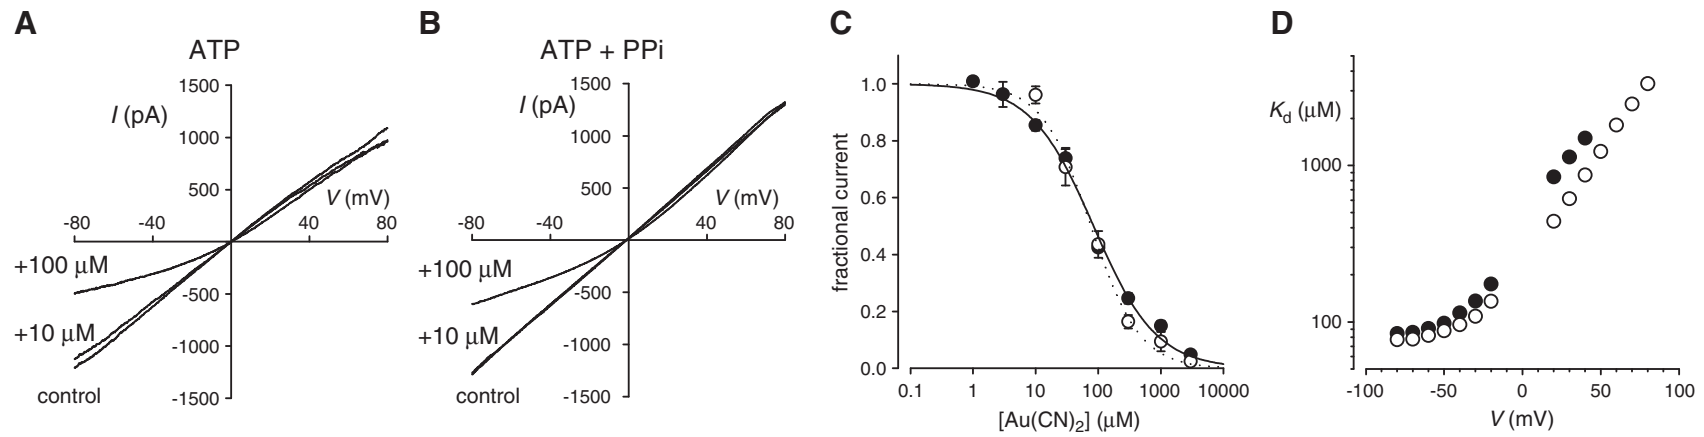 A
ATP
1500
I (pA)
1000
500
V (mV)
-80
-40
40
80
+100 μM
-500
+10 μM
-1000
control
-1500
B
ATP + PPi
1500
I (pA)
1000
500
V (mV)
-80
-40
40
80
+100 μM
-500
+10 μM
-1000
control
-1500
C
fractional current
1.0
0.8
0.6
0.4
0.2
0.0
0.1 1 10 100 1000 10000
[Au(CN)₂] (μM)
D
Kd (μM)
1000
100
-100 -50 0 50 100
V (mV)